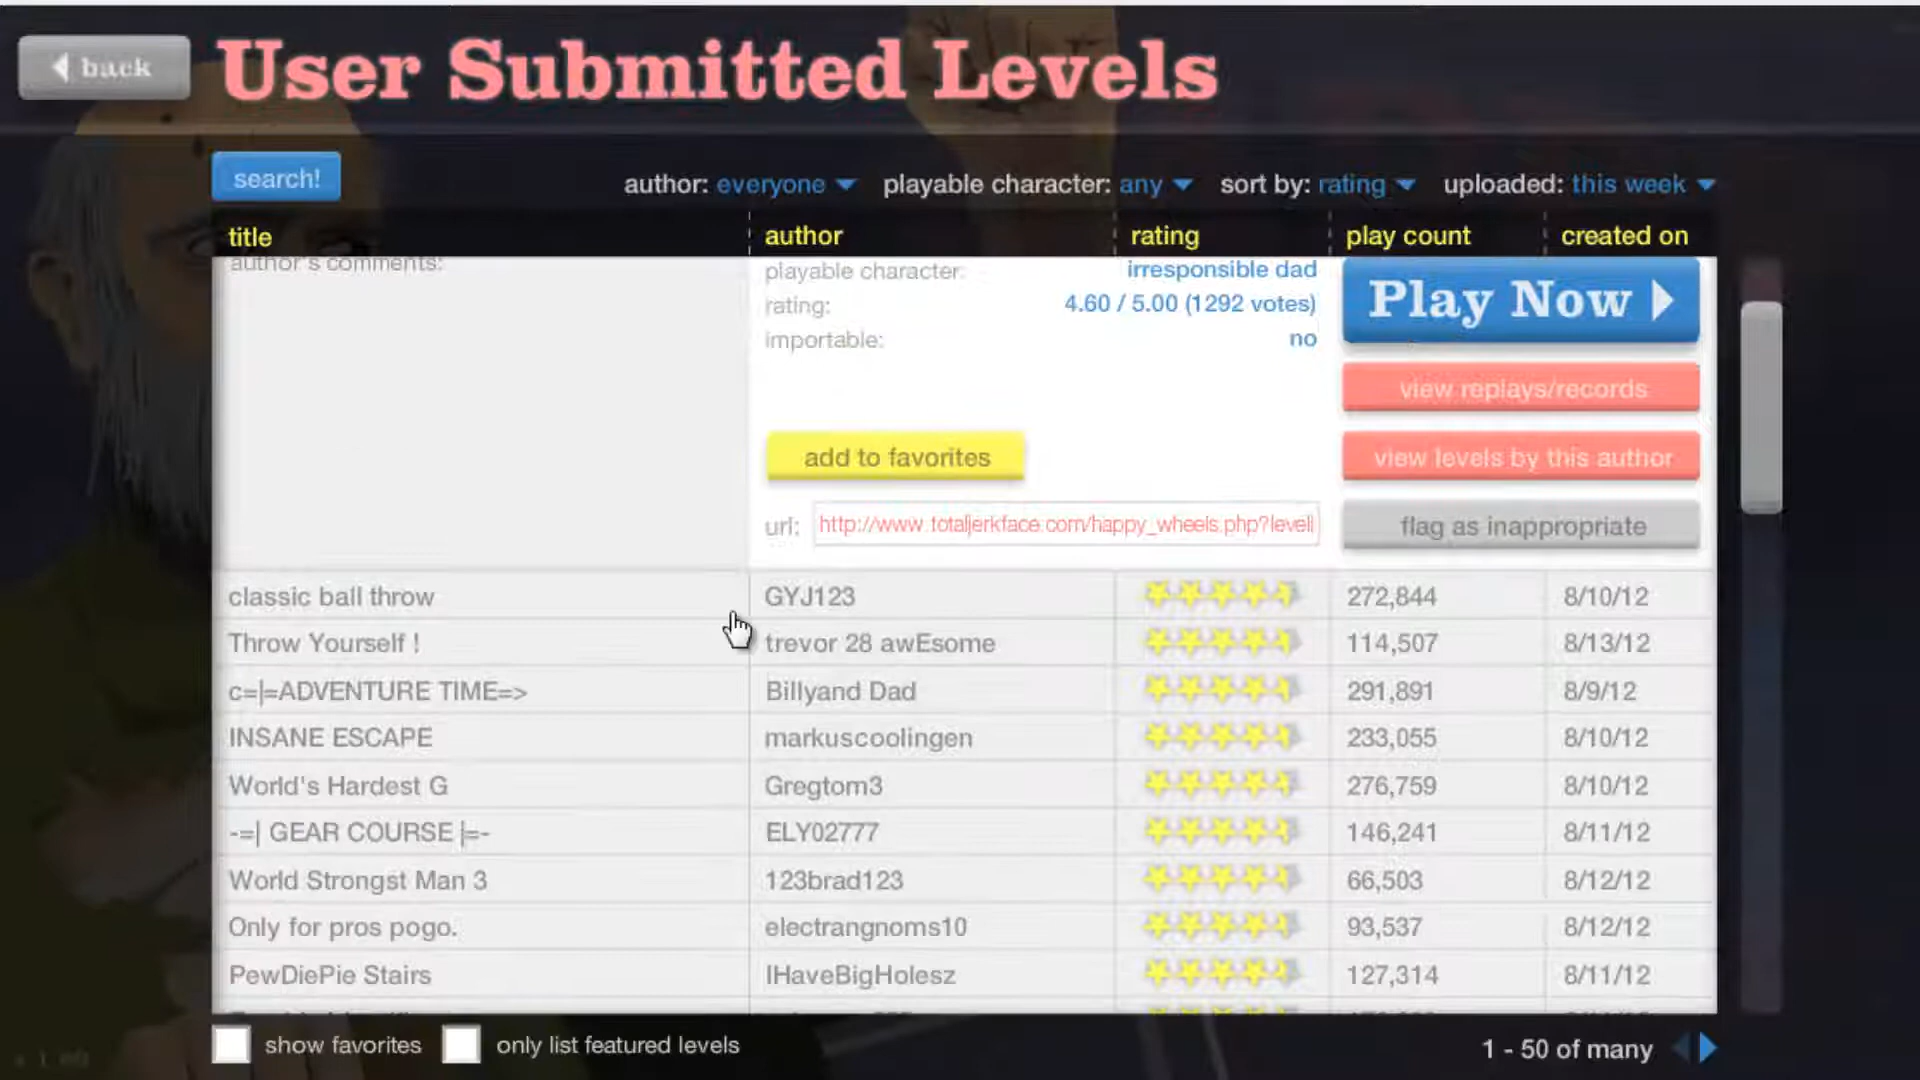 back
User Submitted Levels
search!
author: everyone playable character: any sort by: rating uploaded: this week
title author rating play count created on
author's comments:
playable character: irresponsible dad
rating: 4.60 / 5.00 (1292 votes)
importable: no
Play Now
view replays/records
add to favorites
view levels by this author
url: http://www.totaljerkface.com/happy_wheels.php?leveli
flag as inappropriate
classic ball throw GYJ123 272,844 8/10/12
Throw Yourself ! trevor 28 awEsome 114,507 8/13/12
c=|=ADVENTURE TIME=> Billyand Dad 291,891 8/9/12
INSANE ESCAPE markuscoolingen 233,055 8/10/12
World's Hardest G Gregtom3 276,759 8/10/12
-=| GEAR COURSE |=- ELY02777 146,241 8/11/12
World Strongst Man 3 123brad123 66,503 8/12/12
Only for pros pogo. electrangnoms10 93,537 8/12/12
PewDiePie Stairs IHaveBigHolesz 127,314 8/11/12
show favorites only list featured levels
1 - 50 of many